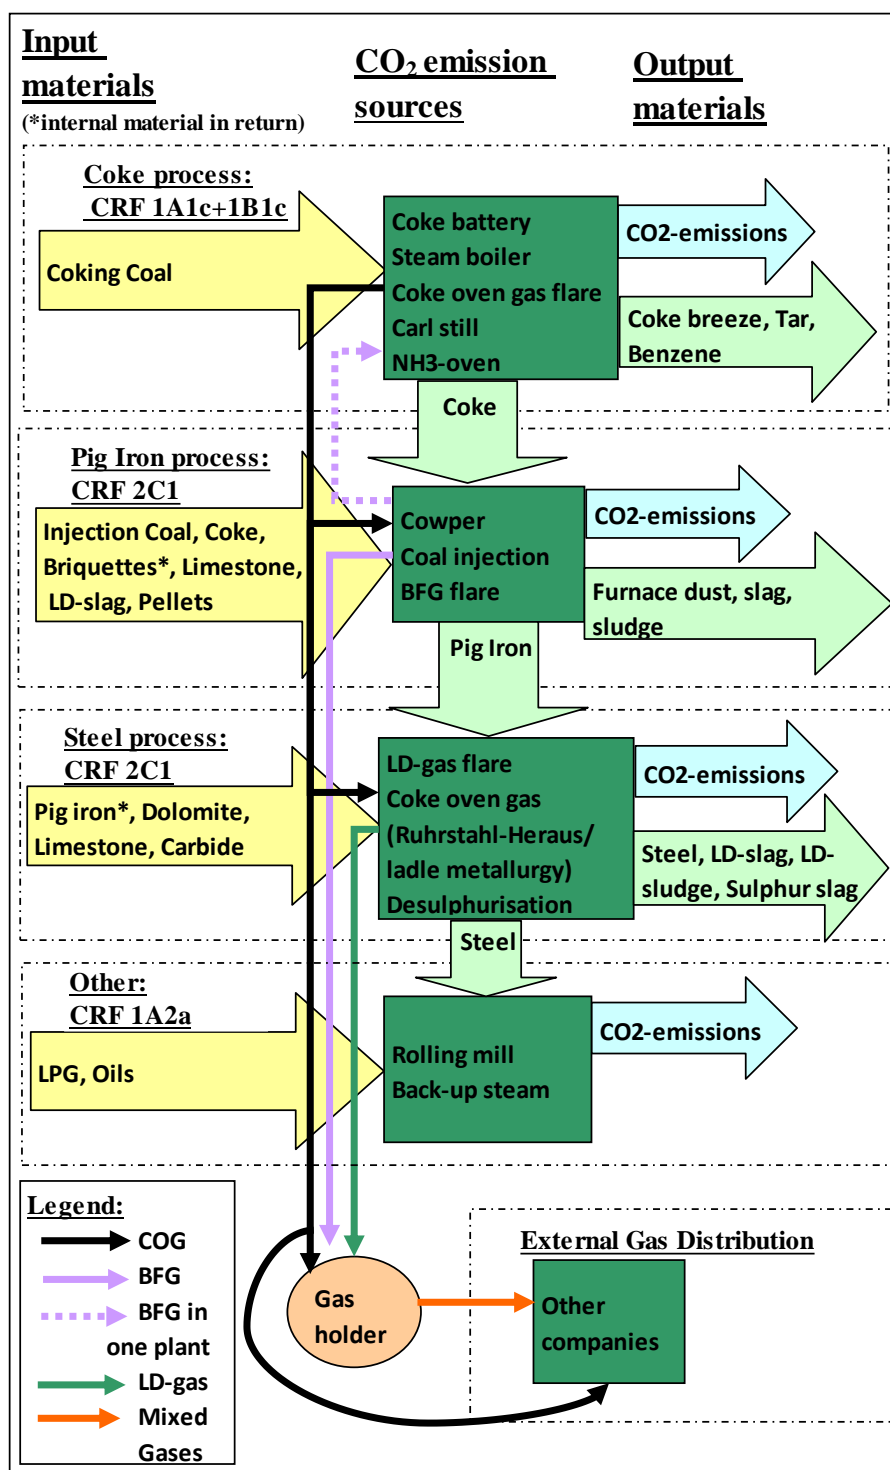 Input
materials
(*internal material in return)
CO₂ emission
sources
Output
materials
Coke process:
CRF 1A1c+1B1c
Coking Coal
Coke battery
Steam boiler
Coke oven gas flare
Carl still
NH3-oven
CO2-emissions
Coke breeze, Tar,
Benzene
Coke
Pig Iron process:
CRF 2C1
Injection Coal, Coke,
Briquettes*, Limestone,
LD-slag, Pellets
Cowper
Coal injection
BFG flare
CO2-emissions
Furnace dust, slag,
sludge
Pig Iron
Steel process:
CRF 2C1
Pig iron*, Dolomite,
Limestone, Carbide
LD-gas flare
Coke oven gas
(Ruhrstahl-Heraus/
ladle metallurgy)
Desulphurisation
CO2-emissions
Steel, LD-slag, LD-
sludge, Sulphur slag
Steel
Other:
CRF 1A2a
LPG, Oils
Rolling mill
Back-up steam
CO2-emissions
Legend:
COG
BFG
BFG in
one plant
LD-gas
Mixed
Gases
Gas
holder
External Gas Distribution
Other
companies